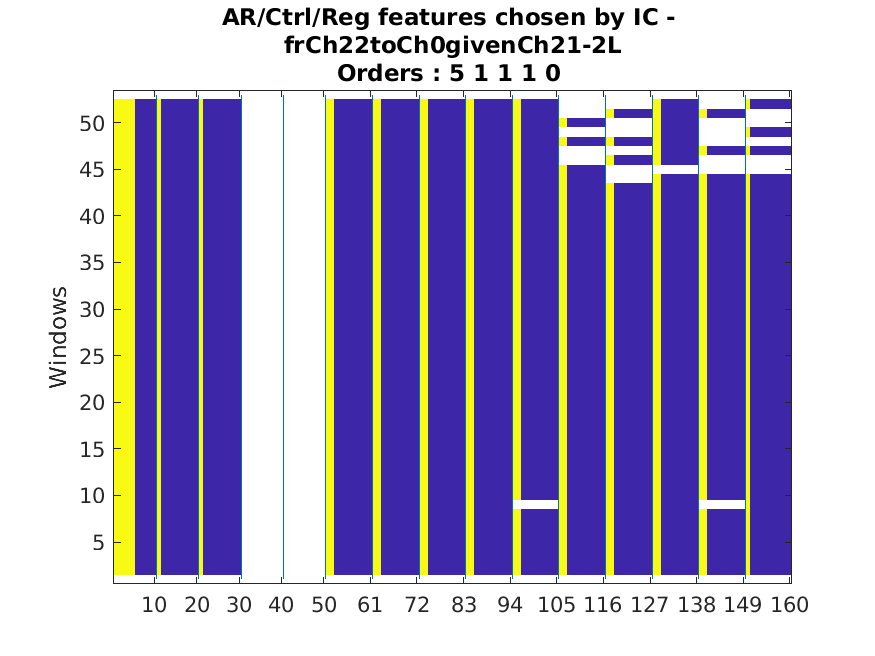 AR/Ctrl/Reg features chosen by IC -
frCh22toCh0givenCh21-2L
Orders : 5 1 1 1 0
50
45
40
35
30
25
20
15
10
5
Windows
10 20 30 40 50 61 72 83 94 105 116 127 138 149 160